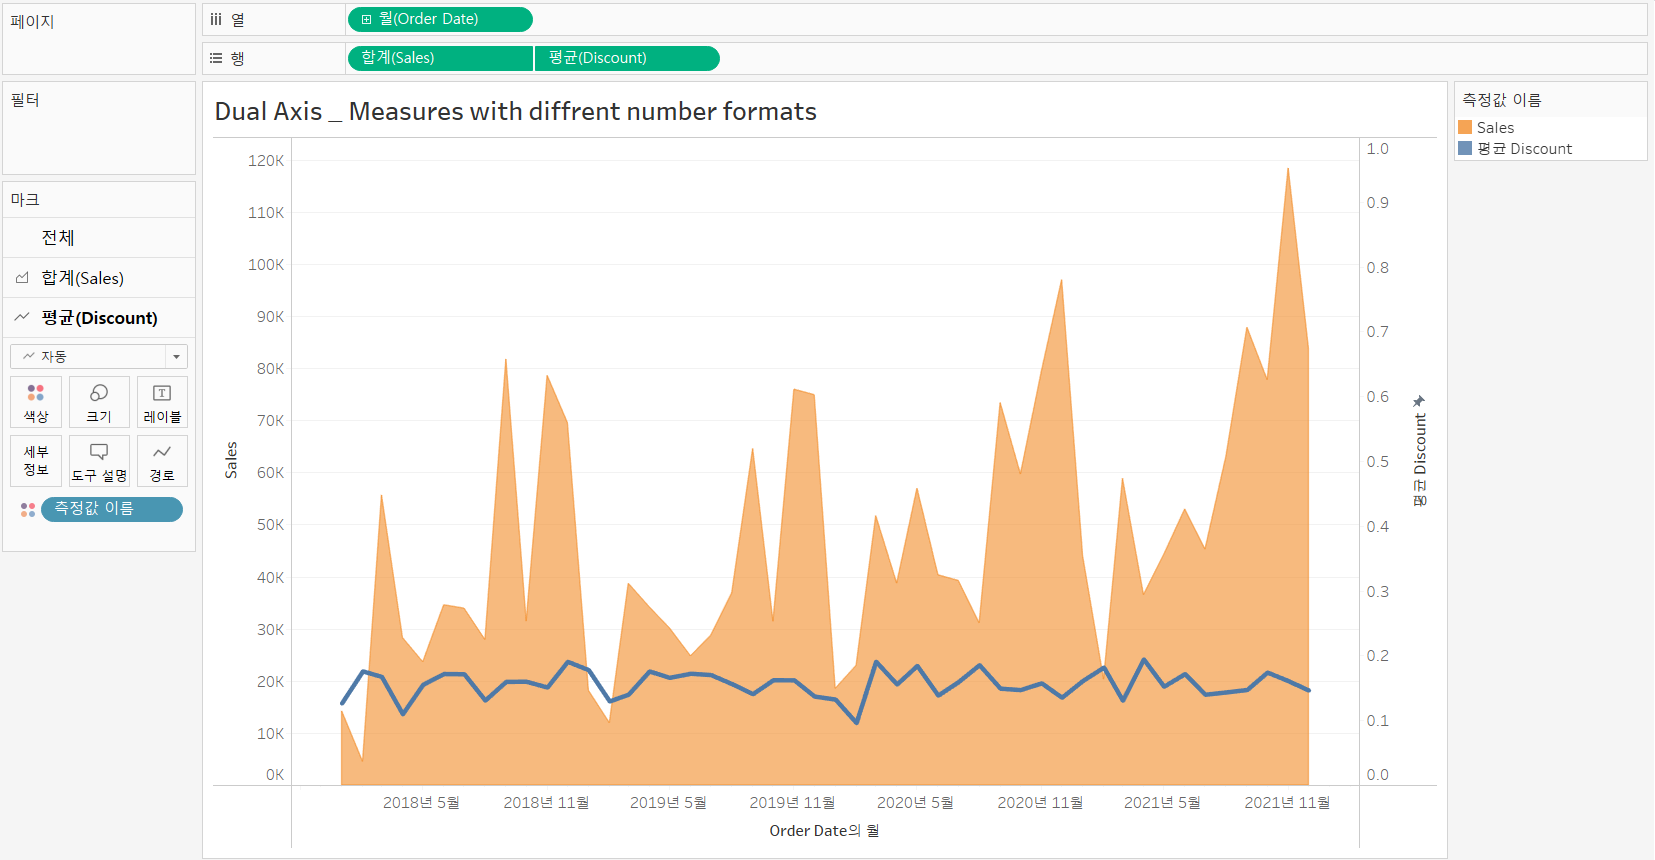 페이지
열
월(Order Date)
행
합계(Sales)
평균(Discount)
필터
마크
전체
합계(Sales)
평균(Discount)
자동
색상
크기
레이블
세부
정보
도구 설명
경로
측정값 이름
Dual Axis _ Measures with diffrent number formats
120K
110K
100K
90K
80K
70K
60K
50K
40K
30K
20K
10K
0K
Sales
1.0
0.9
0.8
0.7
0.6
0.5
0.4
0.3
0.2
0.1
0.0
평균 Discount
2018년 5월
2018년 11월
2019년 5월
2019년 11월
2020년 5월
2020년 11월
2021년 5월
2021년 11월
Order Date의 월
측정값 이름
Sales
평균 Discount